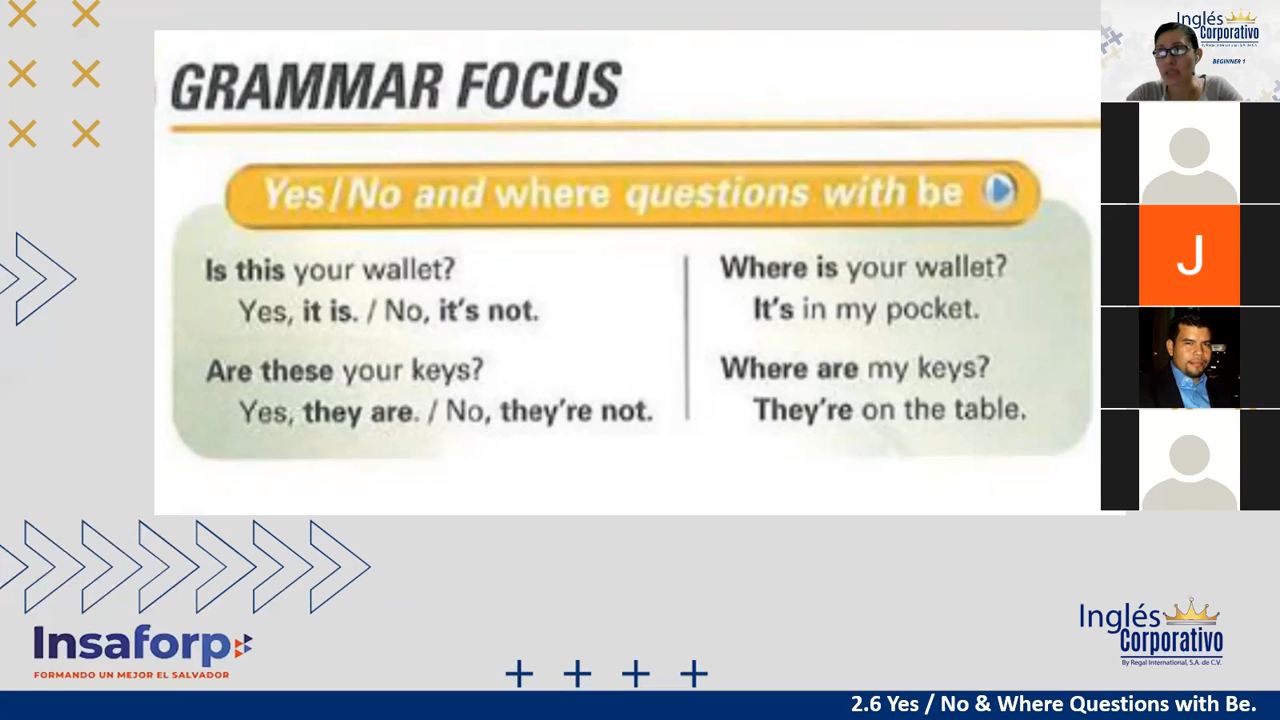 GRAMMAR FOCUS
Yes/No and where questions with be
Is this your wallet?
Yes, it is. / No, it's not.
Are these your keys?
Yes, they are. / No, they're not.
Where is your wallet?
It's in my pocket.
Where are my keys?
They're on the table.
Inglés
Corporativo
BEGINNER 1
J
Insaforp
FORMANDO UN MEJOR EL SALVADOR
Inglés
Corporativo
By Regal International, S.A. de C.V.
2.6 Yes / No & Where Questions with Be.